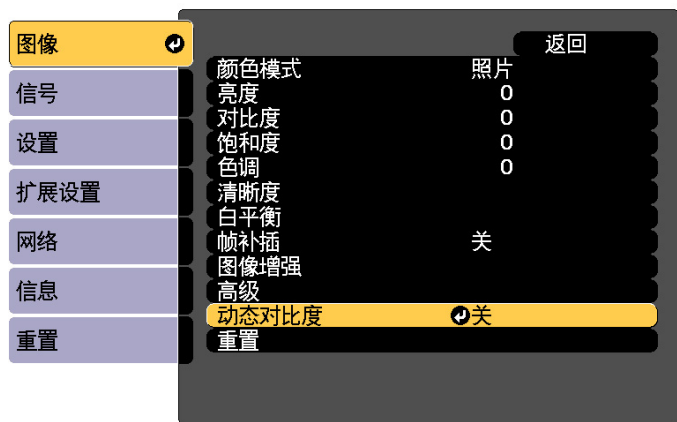 图像
信号
设置
扩展设置
网络
信息
重置
返回
颜色模式 照片
亮度 0
对比度 0
饱和度 0
色调 0
清晰度
白平衡
帧补插 关
图像增强
高级
动态对比度 关
重置